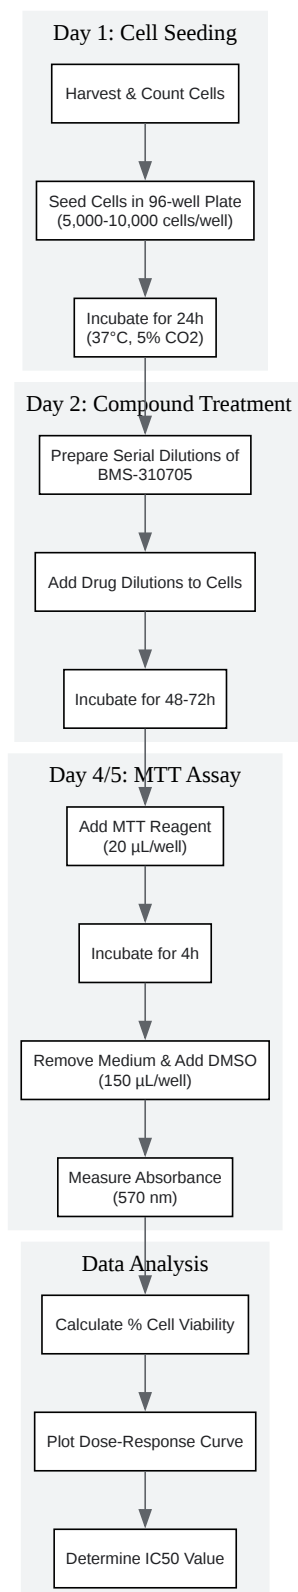 Day 1: Cell Seeding
Harvest & Count Cells
Seed Cells in 96-well Plate
(5,000-10,000 cells/well)
Incubate for 24h
(37°C, 5% CO2)
Day 2: Compound Treatment
Prepare Serial Dilutions of
BMS-310705
Add Drug Dilutions to Cells
Incubate for 48-72h
Day 4/5: MTT Assay
Add MTT Reagent
(20 µL/well)
Incubate for 4h
Remove Medium & Add DMSO
(150 µL/well)
Measure Absorbance
(570 nm)
Data Analysis
Calculate % Cell Viability
Plot Dose-Response Curve
Determine IC50 Value